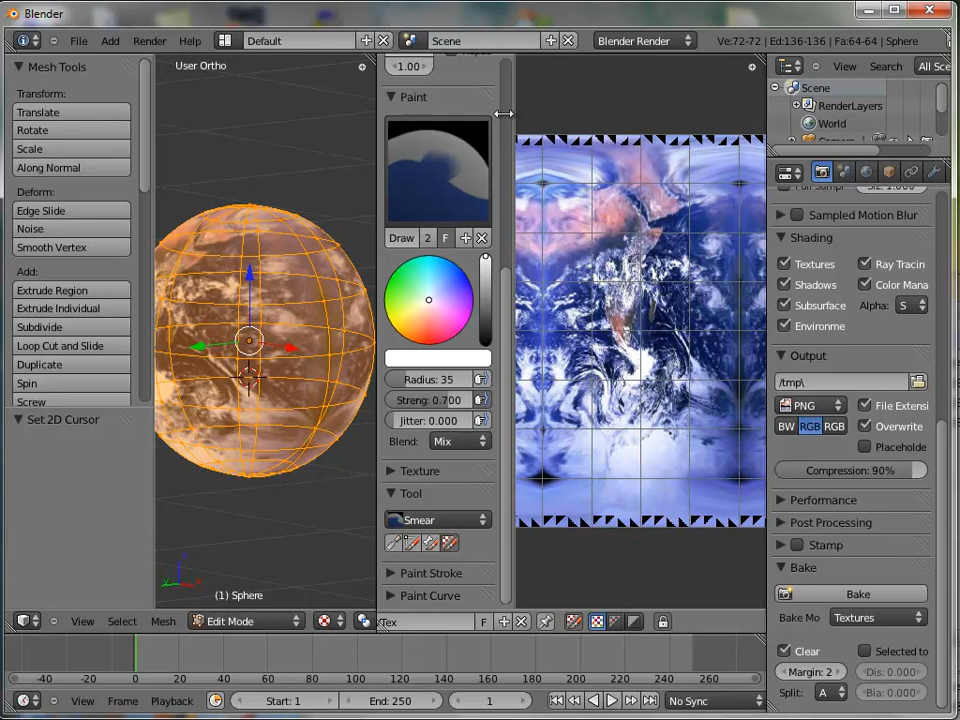 Blender
File Add Render Help Default Scene Blender Render Ve:72-72 | Ed:136-136 | Fa:64-64 | Sphere
Mesh Tools
Transform:
Translate
Rotate
Scale
Along Normal
Deform:
Edge Slide
Noise
Smooth Vertex
Add:
Extrude Region
Extrude Individual
Subdivide
Loop Cut and Slide
Duplicate
Spin
Screw
Set 2D Cursor
User Ortho
(1) Sphere
View Select Mesh Edit Mode
1.00
Paint
Draw 2 F
Radius: 35
Streng: 0.700
Jitter: 0.000
Blend: Mix
Texture
Tool
Smear
Paint Stroke
Paint Curve
Tex F
View Search All Sce
Scene
RenderLayers
World
Size: 1.000
Sampled Motion Blur
Shading
Textures Ray Tracin
Shadows Color Mana
Subsurface Alpha: S
Environme
Output
/tmp\
PNG File Extensi
BW RGB RGB Overwrite
Placeholde
Compression: 90%
Performance
Post Processing
Stamp
Bake
Bake
Bake Mo Textures
Clear Selected to
Margin: 2 Dis: 0.000
Split: A Bia: 0.000
-40 -20 0 20 40 60 80 100 120 140 160 180 200 220 240 260
View Frame Playback Start: 1 End: 250 1 No Sync